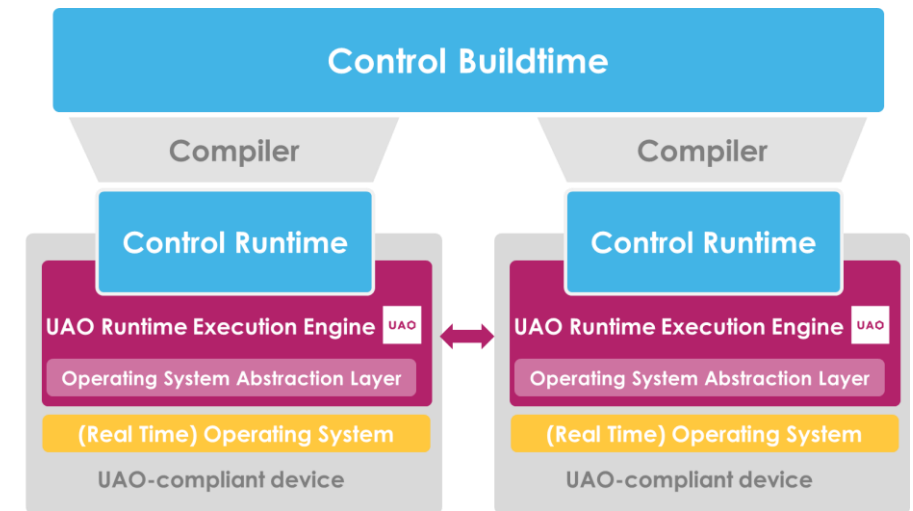 Control Buildtime
Compiler
Compiler
Control Runtime
Control Runtime
UAO Runtime Execution Engine UAO
UAO Runtime Execution Engine UAO
Operating System Abstraction Layer
Operating System Abstraction Layer
(Real Time) Operating System
(Real Time) Operating System
UAO-compliant device
UAO-compliant device